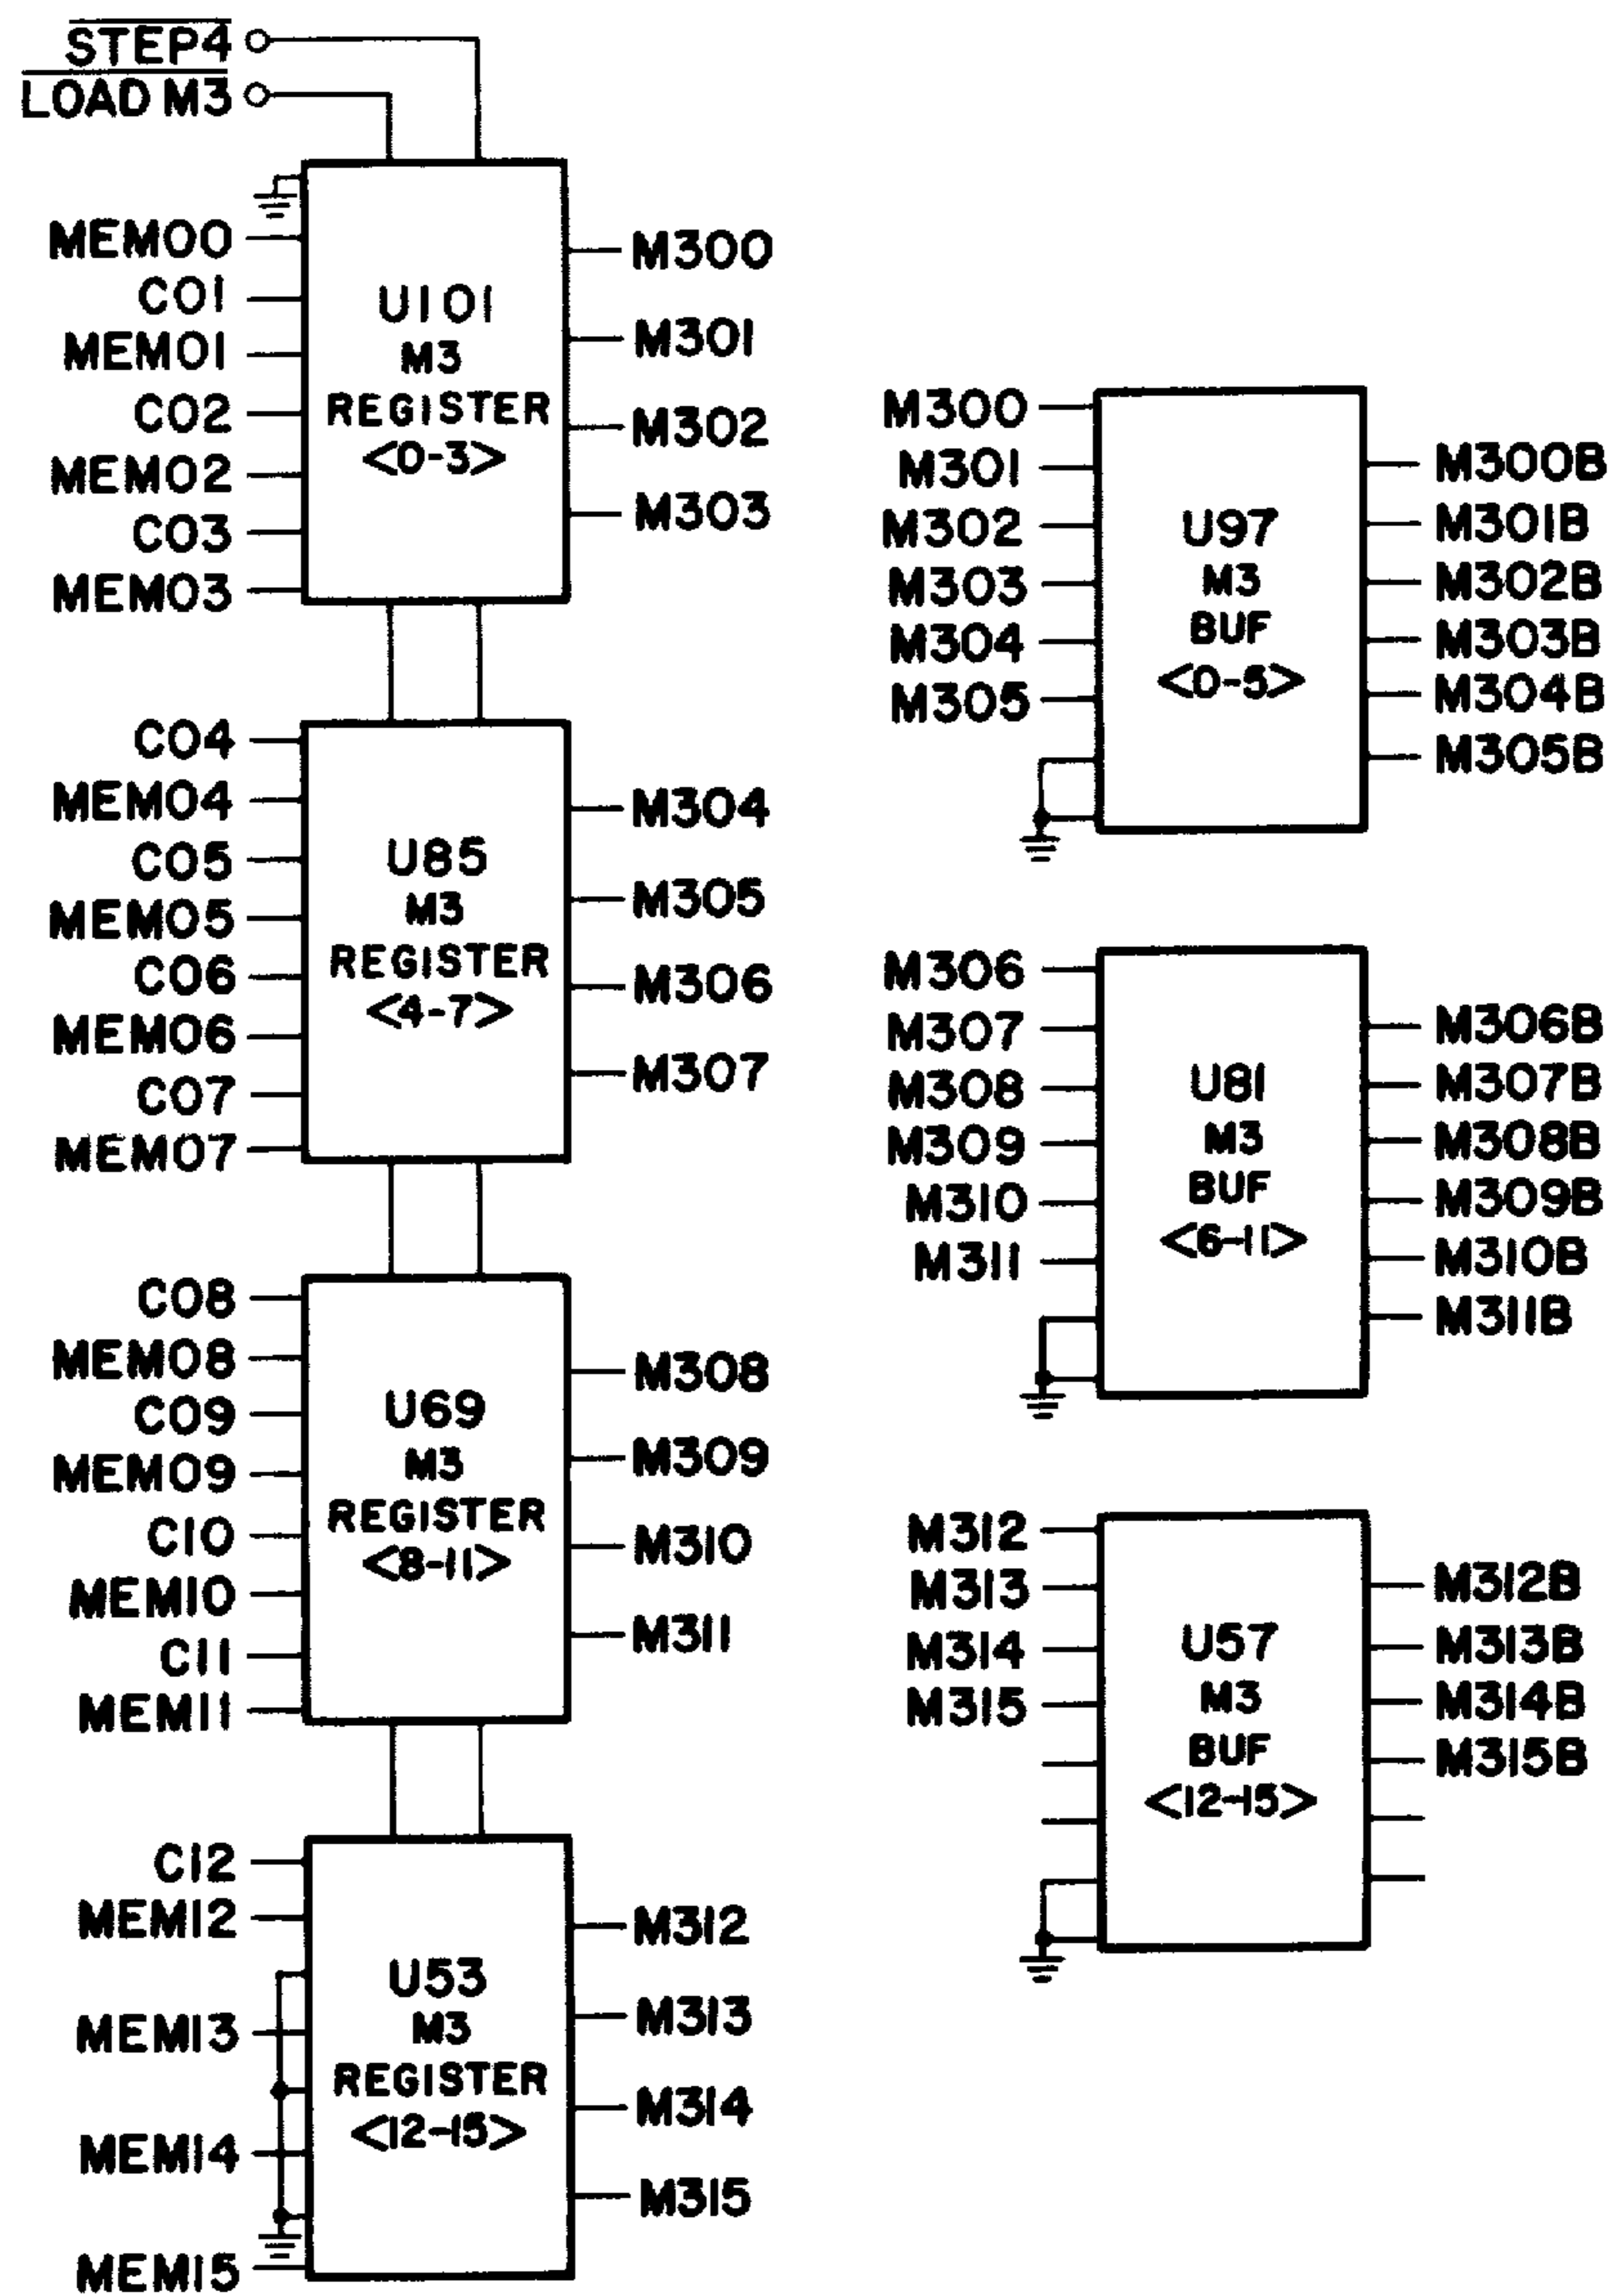 STEP4
LOAD M3
MEM00
C01
MEM01
C02
MEM02
C03
MEM03
U101
M3
REGISTER
<0-3>
M300
M301
M302
M303
C04
MEM04
C05
MEM05
C06
MEM06
C07
MEM07
U85
M3
REGISTER
<4-7>
M304
M305
M306
M307
C08
MEM08
C09
MEM09
C10
MEM10
C11
MEM11
U69
M3
REGISTER
<8-11>
M308
M309
M310
M311
C12
MEM12
MEM13
MEM14
MEM15
U53
M3
REGISTER
<12-15>
M312
M313
M314
M315
M300
M301
M302
M303
M304
M305
U97
M3
BUF
<0-5>
M300B
M301B
M302B
M303B
M304B
M305B
M306
M307
M308
M309
M310
M311
U81
M3
BUF
<6-11>
M306B
M307B
M308B
M309B
M310B
M311B
M312
M313
M314
M315
U57
M3
BUF
<12-15>
M312B
M313B
M314B
M315B